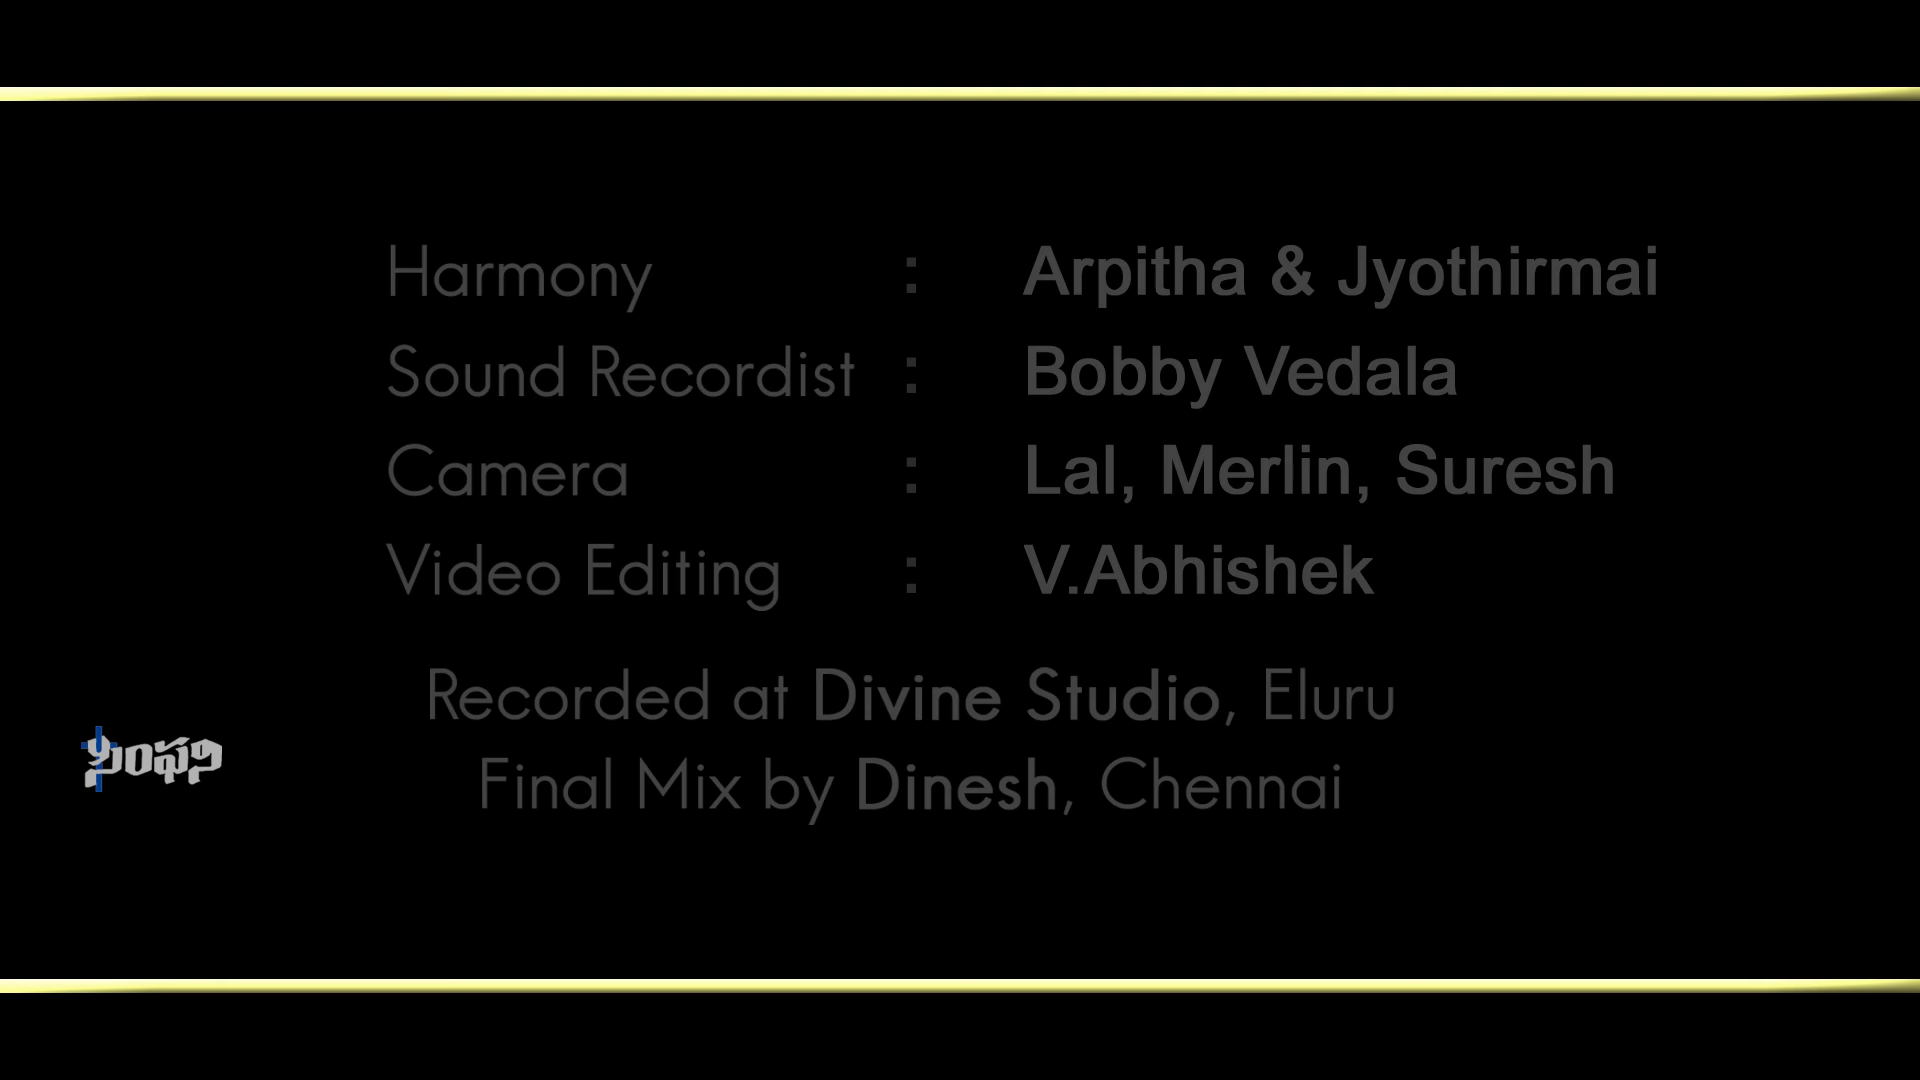 Harmony : Arpitha & Jyothirmai
Sound Recordist : Bobby Vedala
Camera : Lal, Merlin, Suresh
Video Editing : V.Abhishek
Recorded at Divine Studio, Eluru
Final Mix by Dinesh, Chennai